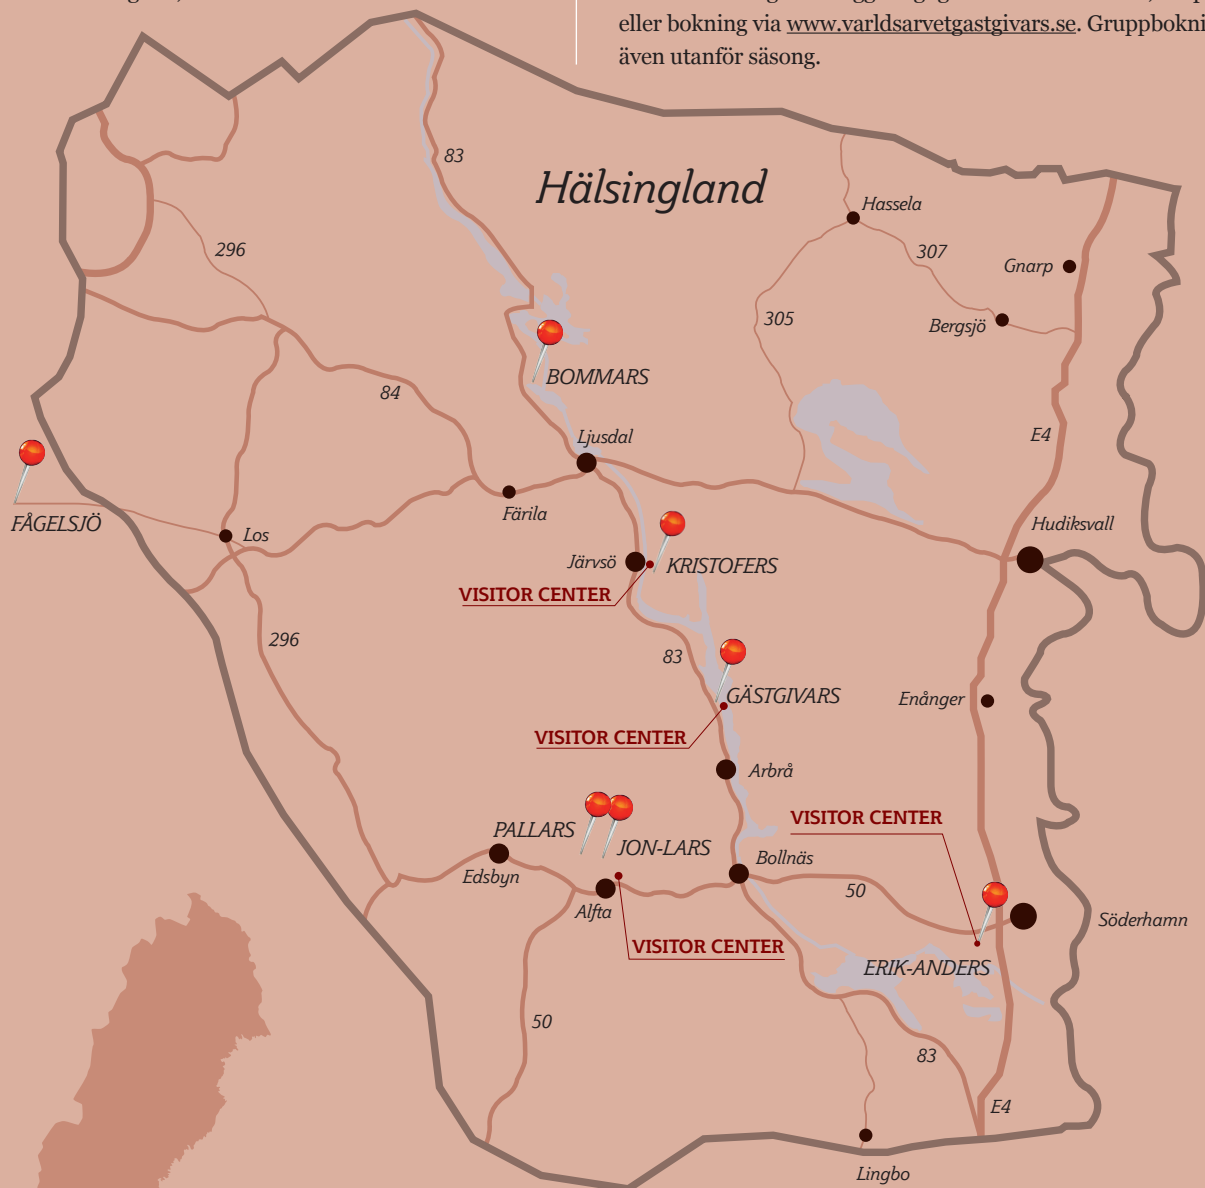 eller bokning via www.varldsarvetgastgivars.se. Gruppbokni
även utanför säsong.
83
Hälsingland
Hassela
296
307
Gnarp
305
Bergsjö
BOMMARS
84
E4
Ljusdal
FÅGELSJÖ
Färila
Hudiksvall
Los
Järvsö
KRISTOFERS
VISITOR CENTER
296
83
GÄSTGIVARS
Enånger
VISITOR CENTER
Arbrå
VISITOR CENTER
PALLARS
JON-LARS
Bollnäs
Edsbyn
50
Alfta
Söderhamn
VISITOR CENTER
ERIK-ANDERS
50
83
E4
Lingbo